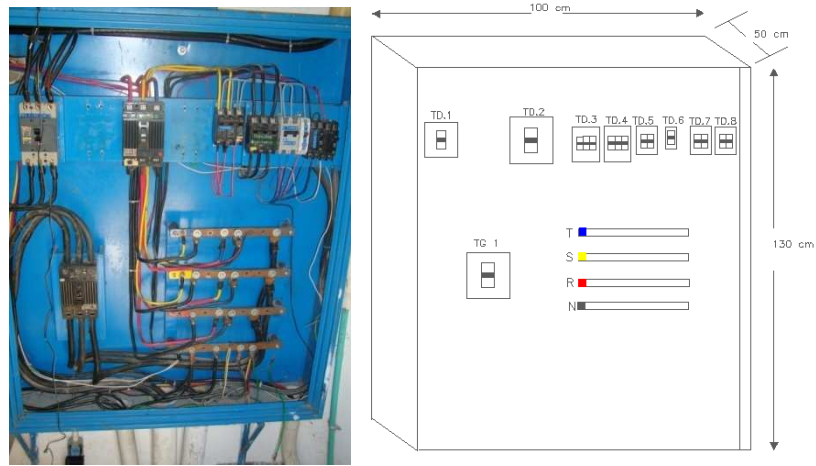 100 cm
50 cm
TD.1
TD.2
TD.3
TD.4
TD.5
TD.6
TD.7
TD.8
T
S
R
N
TG 1
130 cm